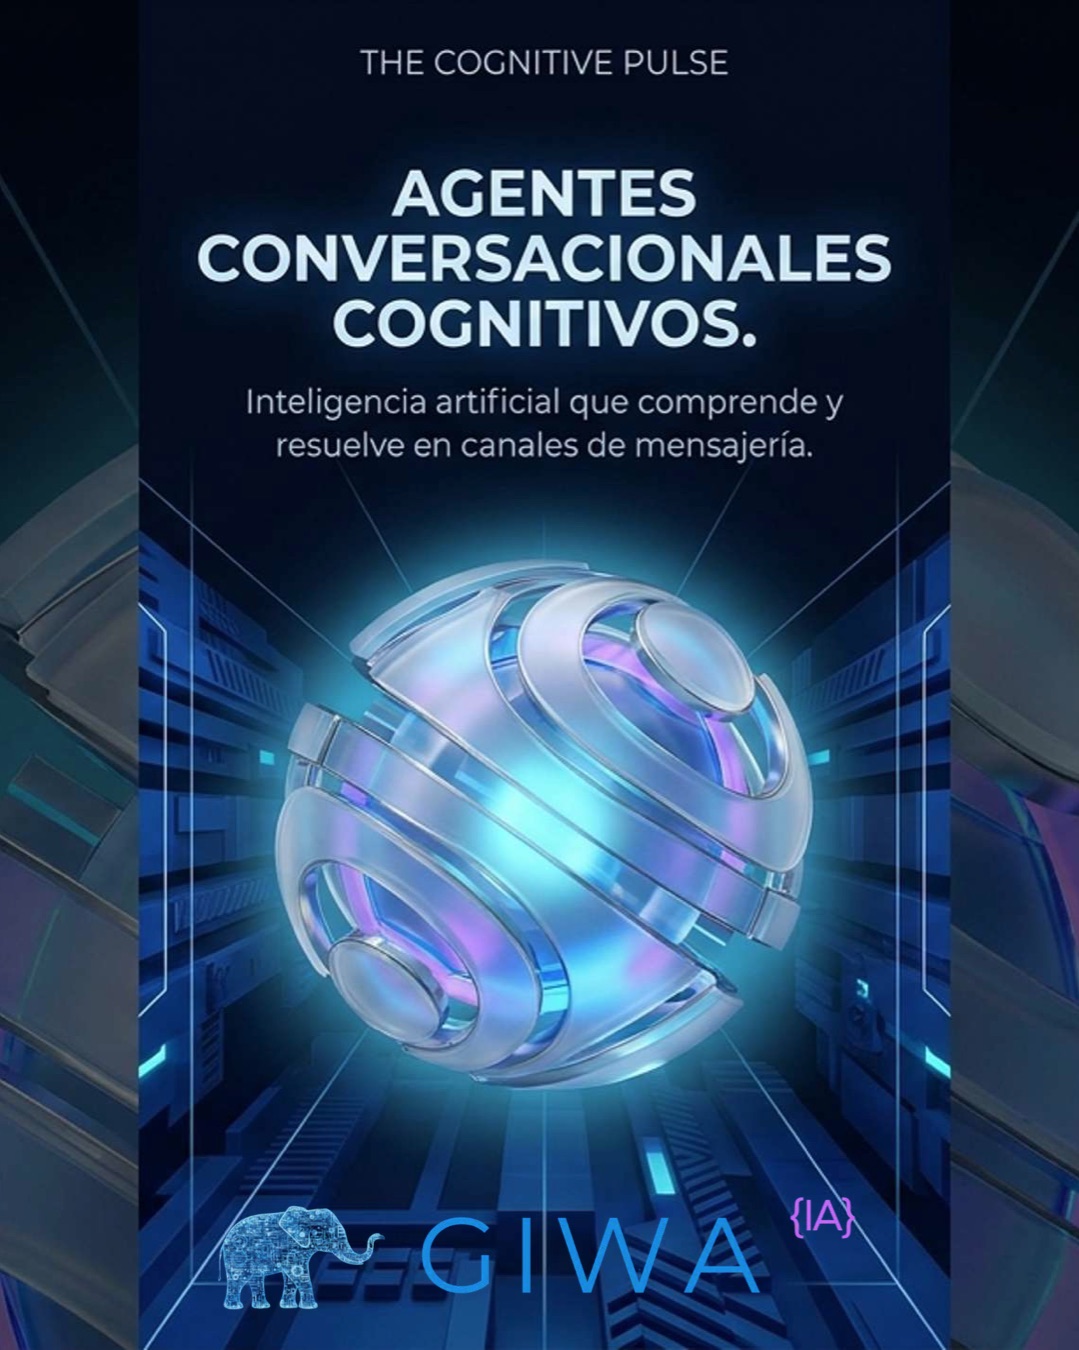 THE COGNITIVE PULSE
AGENTES
CONVERSACIONALES
COGNITIVOS.
Inteligencia artificial que comprende y
resuelve en canales de mensajería.
GIWA {IA}